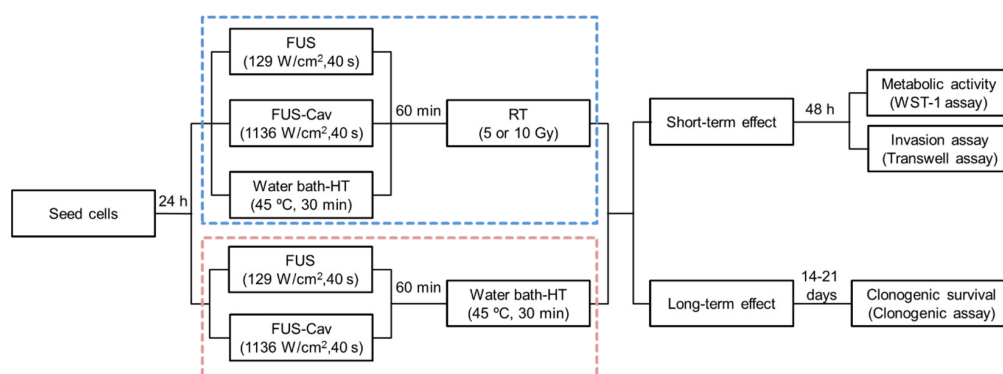 Seed cells
24 h
FUS
(129 W/cm²,40 s)
FUS-Cav
(1136 W/cm²,40 s)
Water bath-HT
(45 ºC, 30 min)
60 min
RT
(5 or 10 Gy)
FUS
(129 W/cm²,40 s)
FUS-Cav
(1136 W/cm²,40 s)
60 min
Water bath-HT
(45 ºC, 30 min)
Short-term effect
48 h
Metabolic activity
(WST-1 assay)
Invasion assay
(Transwell assay)
Long-term effect
14-21
days
Clonogenic survival
(Clonogenic assay)